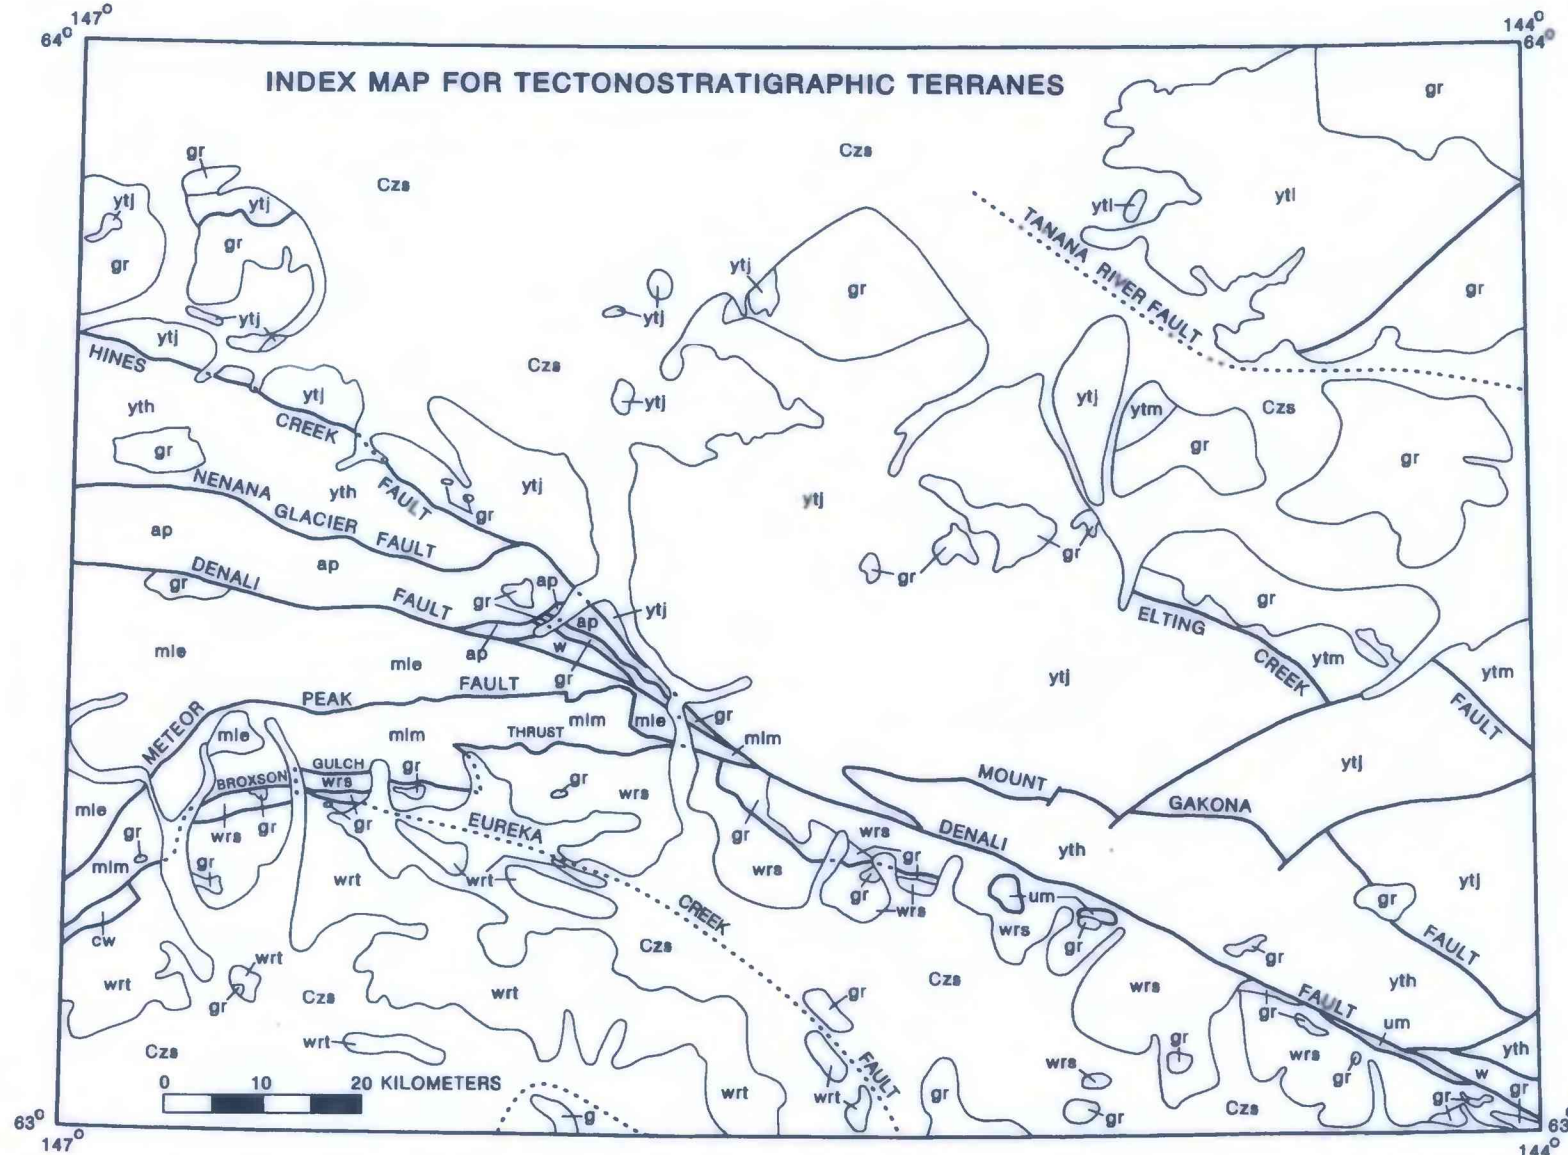 147° 144°
64° 64°
INDEX MAP FOR TECTONOSTRATIGRAPHIC TERRANES
gr
gr Czs
Czs
ytj ytj ytl ytl
gr gr
TANANA RIVER FAULT
ytj gr gr
ytj ytj
ytj
HINES CREEK FAULT
Czs
ytj ytj ytj ytm Czs
yth
gr gr gr
NENANA GLACIER FAULT
yth gr ytj ytj
ap
ap gr gr
DENALI FAULT
gr gr ap ytj gr
ap ELTING CREEK FAULT
ap w gr
mle mle ytj ytm ytm
METEOR PEAK FAULT
mle mlm mlm mle gr
mlm
BROXSON GULCH THRUST
wrs gr gr wrs
MOUNT GAKONA FAULT
ytj
mle gr wrs gr gr
EUREKA CREEK FAULT
gr wrs DENALI FAULT
yth
mlm gr wrt wrt wrs gr
gr wrs um ytj
gr
cw wrs gr
wrt wrt Czs Czs gr
gr Czs wrt gr wrs yth
gr um
Czs wrt wrs gr wrs gr yth
w
0 10 20 KILOMETERS
wrt wrt gr gr gr gr
g Czs
63° 63
147° 144°